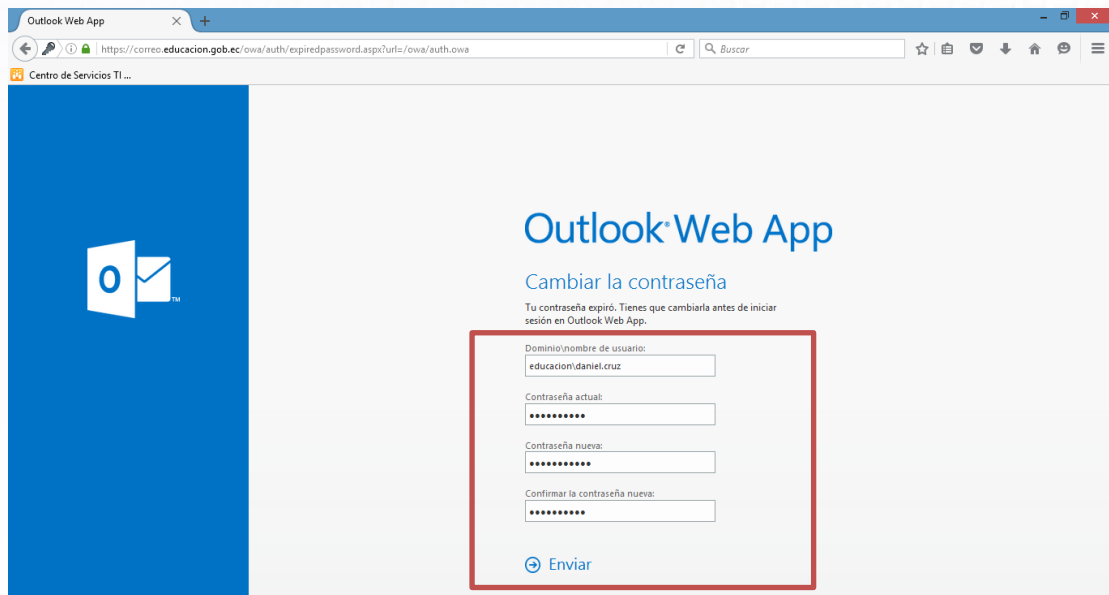 Outlook Web App
https://correo.educacion.gob.ec/owa/auth/expiredpassword.aspx?url=/owa/auth.owa
Buscar
Centro de Servicios TI ...
Outlook Web App
Cambiar la contraseña
Tu contraseña expiró. Tienes que cambiarla antes de iniciar
sesión en Outlook Web App.
Dominio\nombre de usuario:
educacion\daniel.cruz
Contraseña actual:
••••••••••
Contraseña nueva:
•••••••••••
Confirmar la contraseña nueva:
••••••••••
Enviar